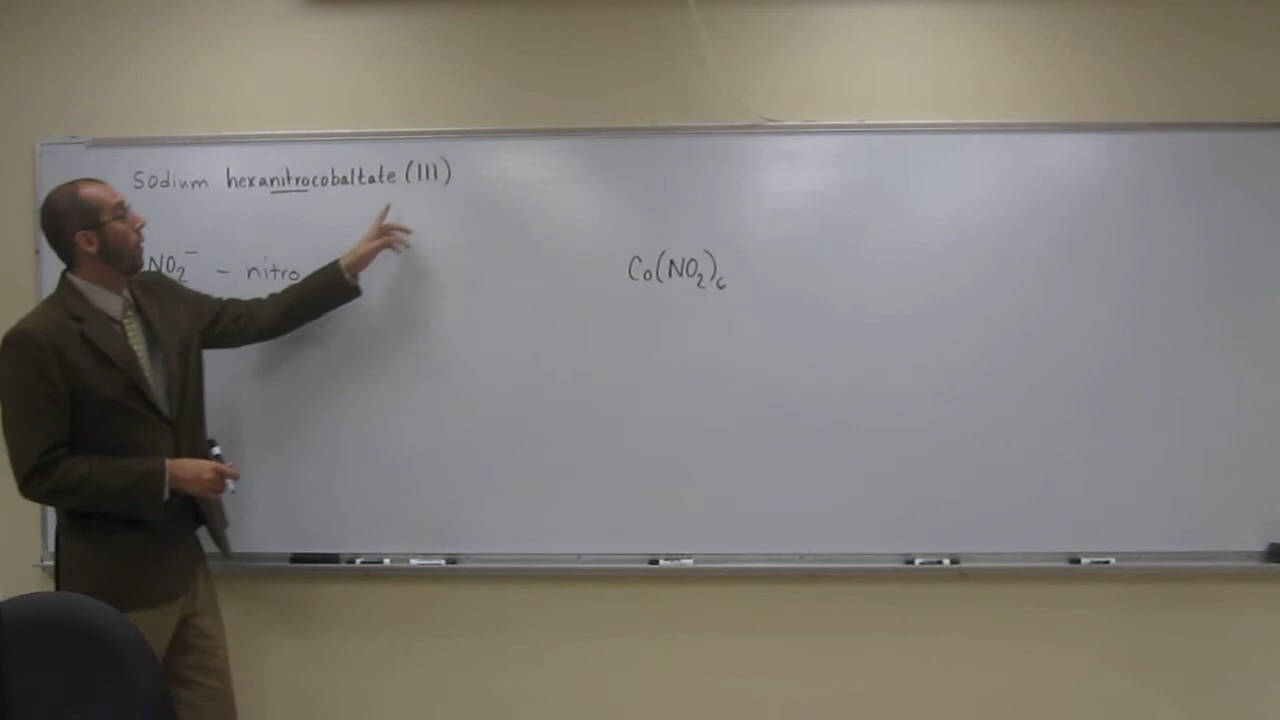 Sodium hexanitrocobaltate (III)
NO₂⁻ – nitro
Co(NO₂)₆